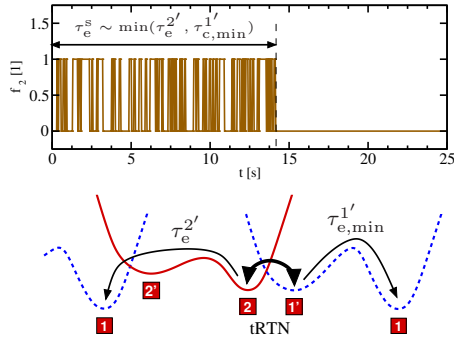 τ_e^s ∼ min(τ_e^2', τ_c,min^1')
f_2 [1]
1.5
1
0.5
0
0 5 10 15 20 25
t [s]
τ_e^2' τ_e,min^1'
2' 2 1'
1 tRTN 1